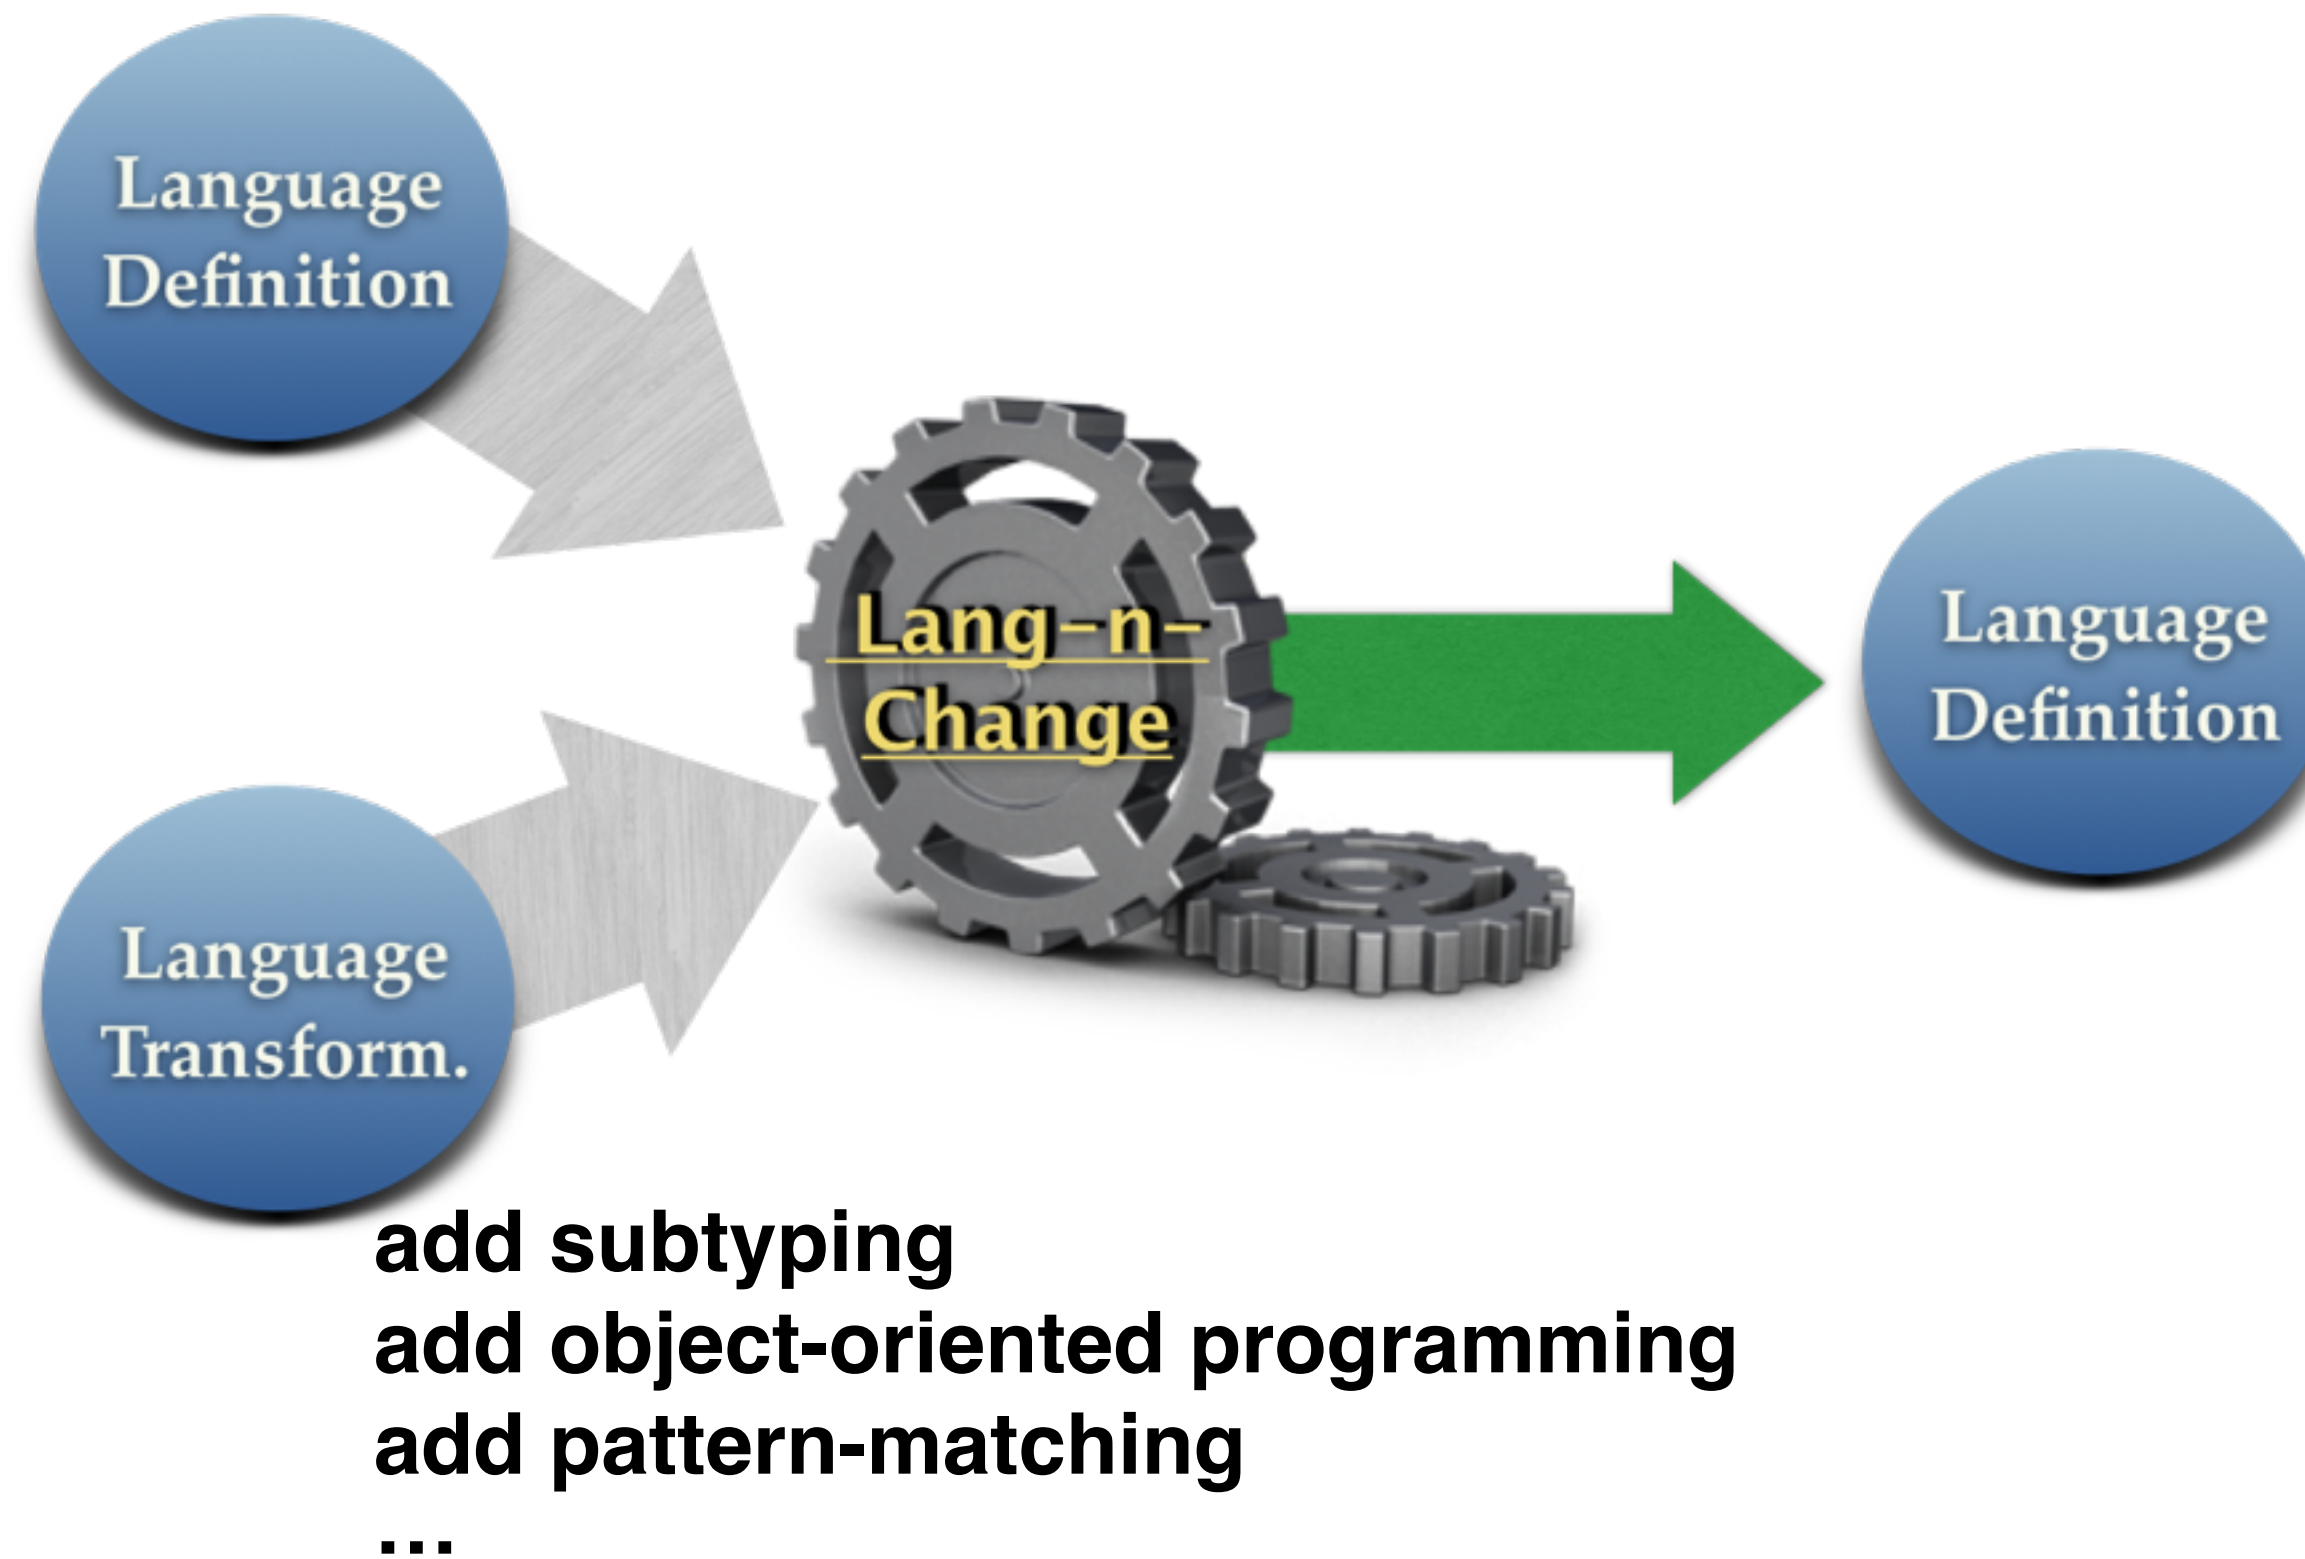 Language
Definition
Lang-n-
Change
Language
Definition
Language
Transform.
add subtyping
add object-oriented programming
add pattern-matching
...